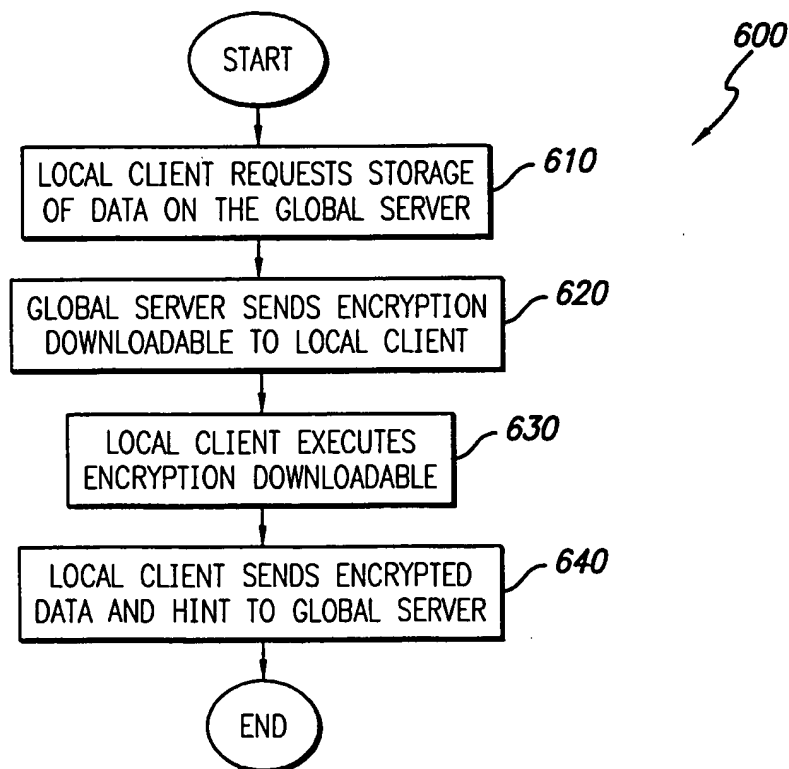 START
600
LOCAL CLIENT REQUESTS STORAGE
OF DATA ON THE GLOBAL SERVER
610
GLOBAL SERVER SENDS ENCRYPTION
DOWNLOADABLE TO LOCAL CLIENT
620
LOCAL CLIENT EXECUTES
ENCRYPTION DOWNLOADABLE
630
LOCAL CLIENT SENDS ENCRYPTED
DATA AND HINT TO GLOBAL SERVER
640
END